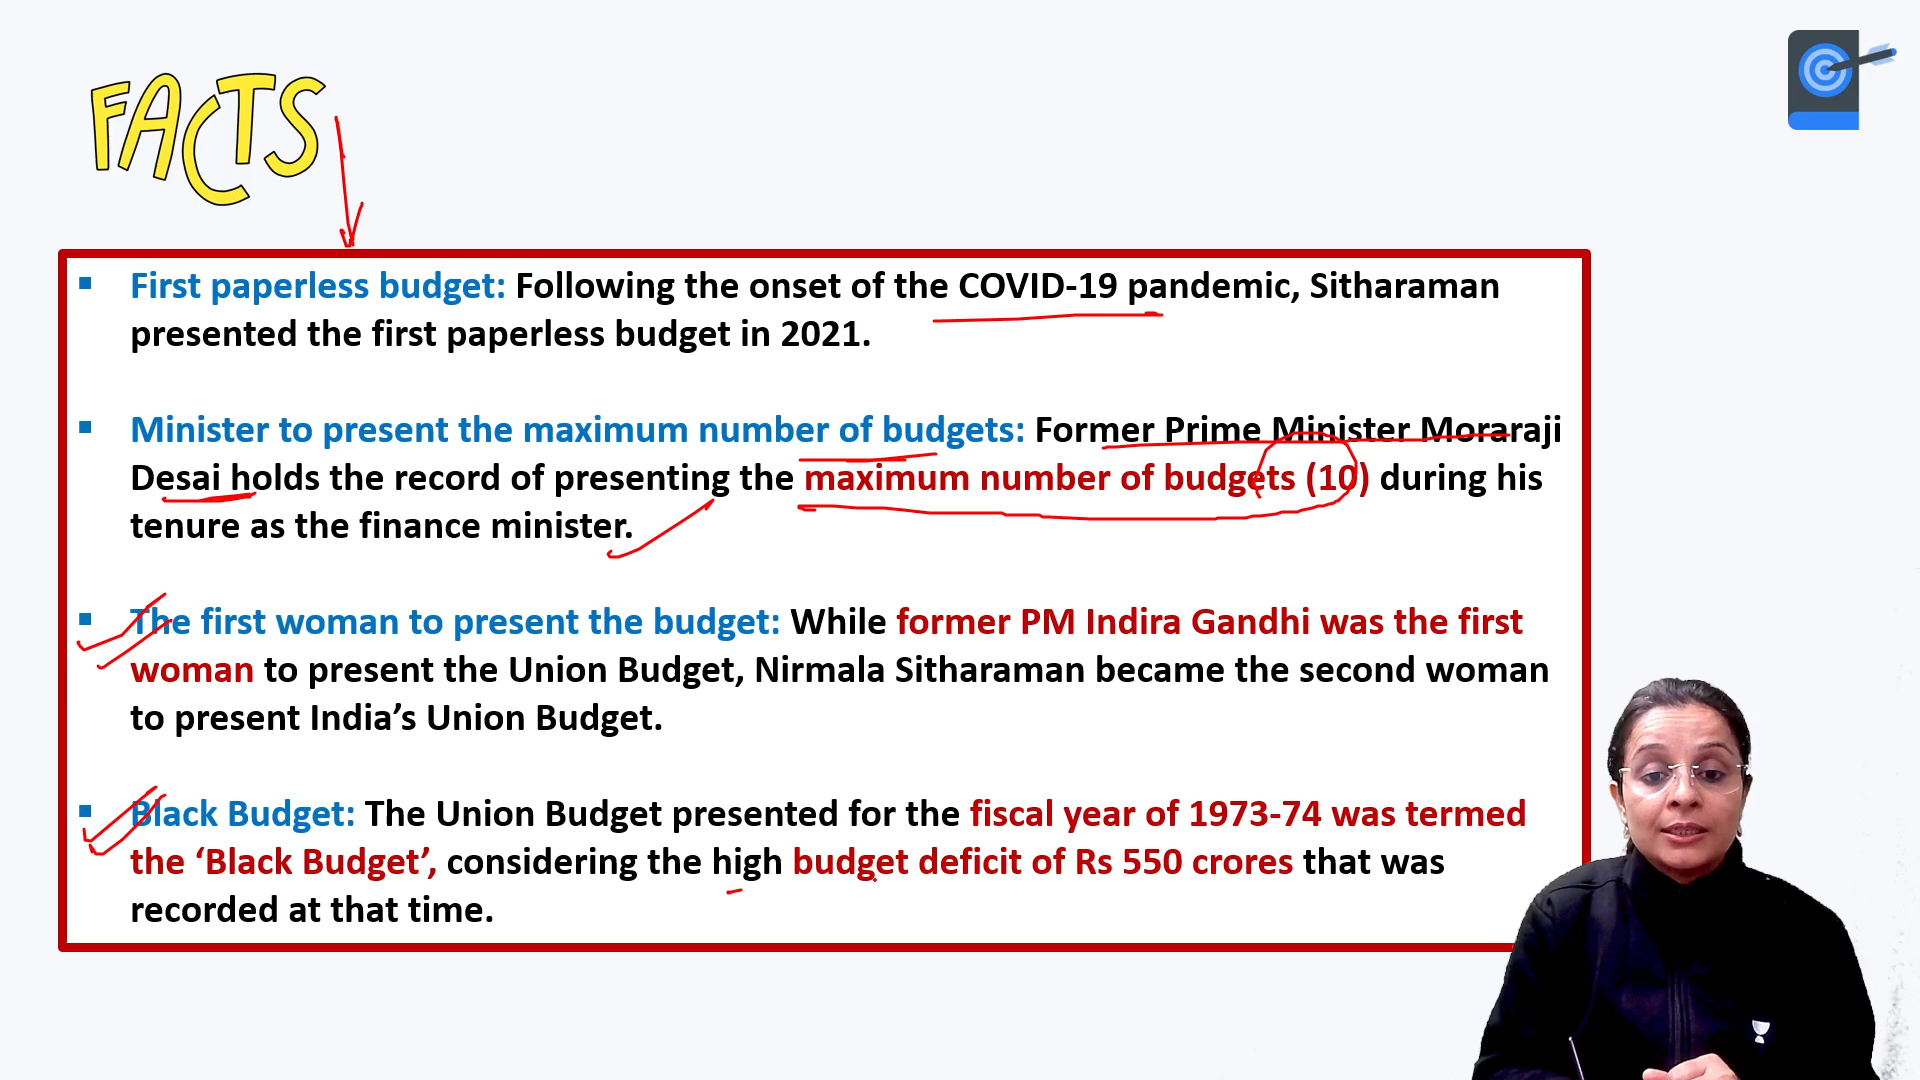 FACTS
▪ First paperless budget: Following the onset of the COVID-19 pandemic, Sitharaman
presented the first paperless budget in 2021.
▪ Minister to present the maximum number of budgets: Former Prime Minister Moraraji
Desai holds the record of presenting the maximum number of budgets (10) during his
tenure as the finance minister.
▪ The first woman to present the budget: While former PM Indira Gandhi was the first
woman to present the Union Budget, Nirmala Sitharaman became the second woman
to present India’s Union Budget.
▪ Black Budget: The Union Budget presented for the fiscal year of 1973-74 was termed
the ‘Black Budget’, considering the high budget deficit of Rs 550 crores that was
recorded at that time.